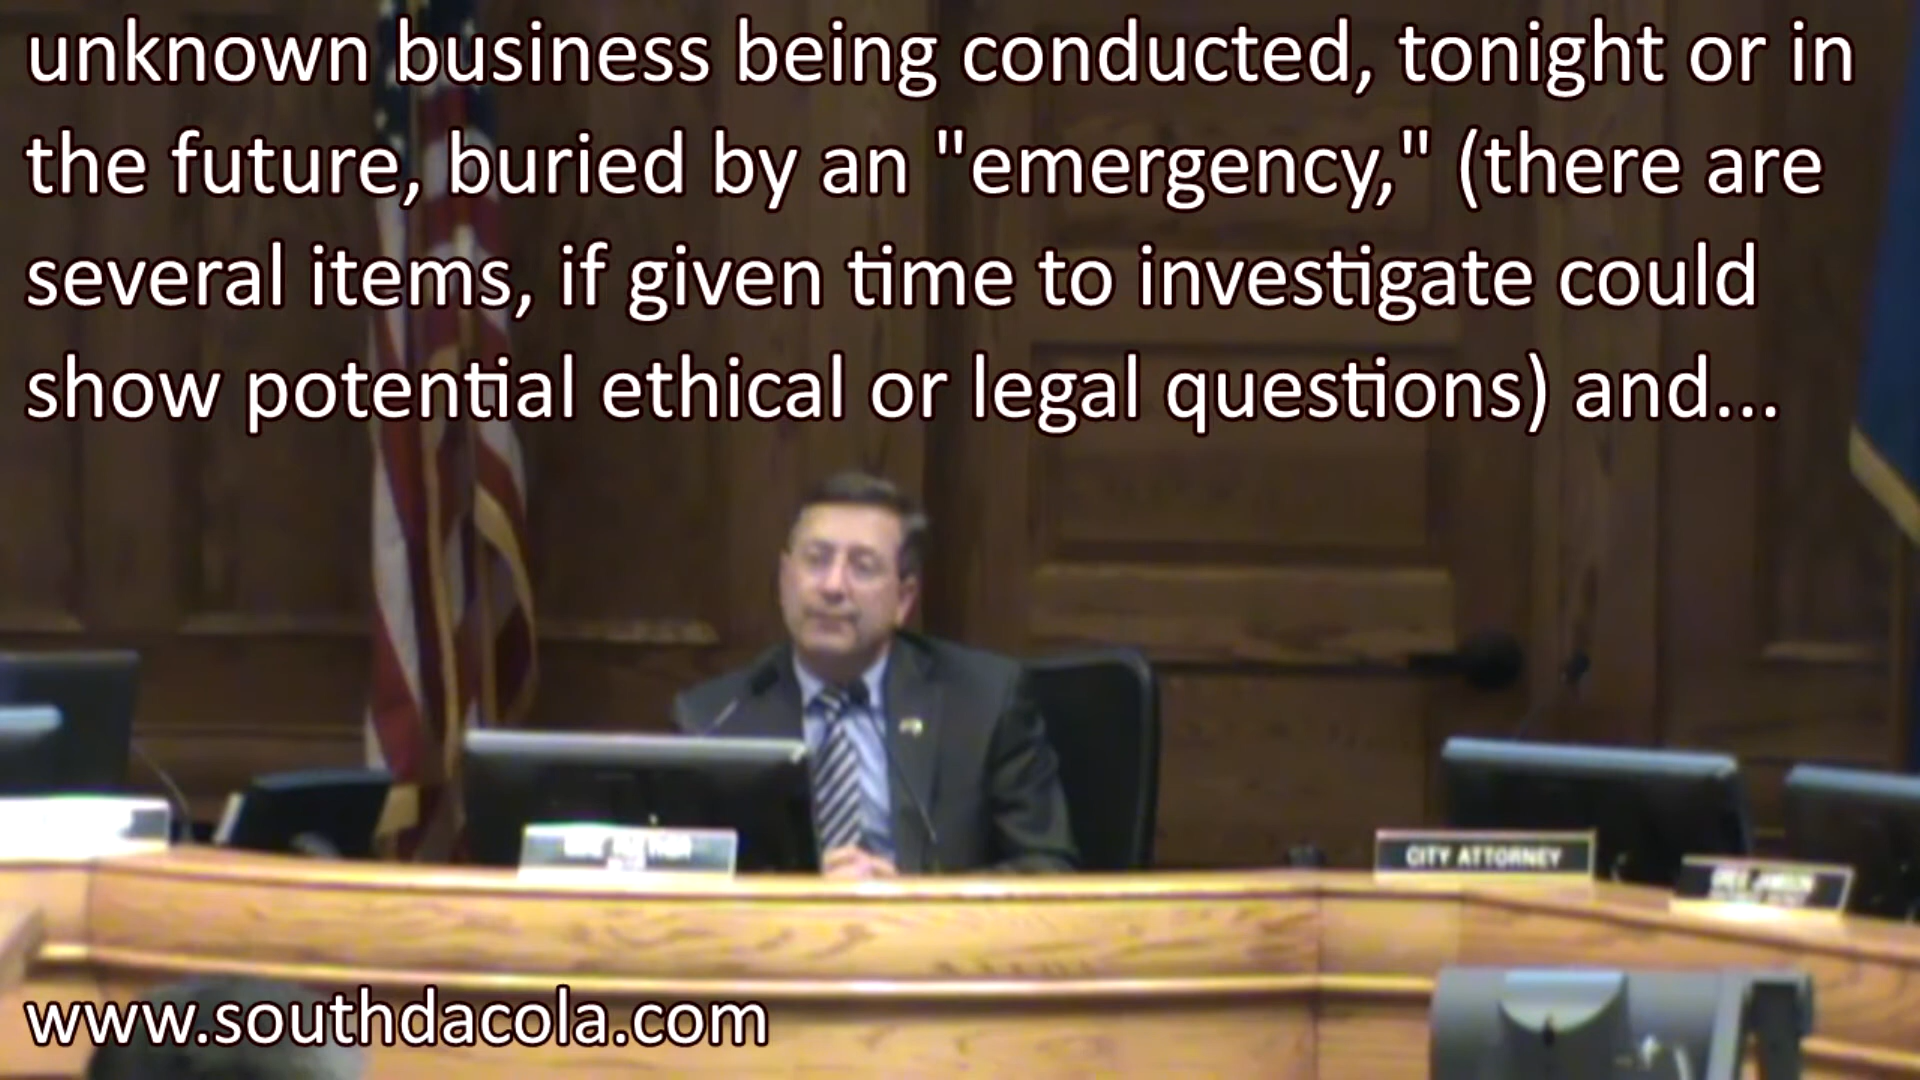 unknown business being conducted, tonight or in
the future, buried by an "emergency," (there are
several items, if given time to investigate could
show potential ethical or legal questions) and...
CITY ATTORNEY
www.southdacola.com